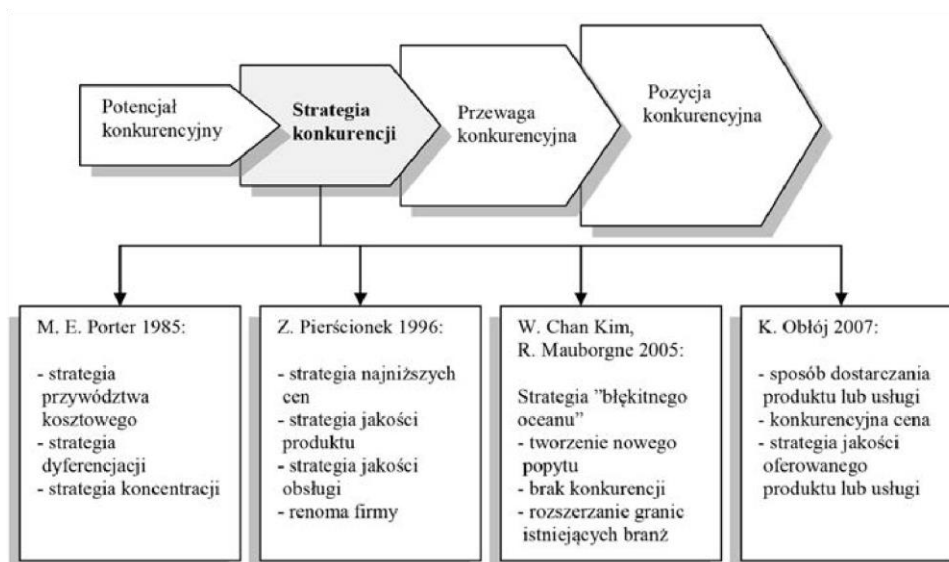 Potencjał
konkurencyjny
Strategia
konkurencji
Przewaga
konkurencyjna
Pozycja
konkurencyjna
M. E. Porter 1985:
- strategia
przywództwa
kosztowego
- strategia
dyferencjacji
- strategia koncentracji
Z. Pierścionek 1996:
- strategia najniższych
cen
- strategia jakości
produktu
- strategia jakości
obsługi
- renoma firmy
W. Chan Kim,
R. Mauborgne 2005:
Strategia "błękitnego
oceanu”
- tworzenie nowego
popytu
- brak konkurencji
- rozszerzanie granic
istniejących branż
K. Obłój 2007:
- sposób dostarczania
produktu lub usługi
- konkurencyjna cena
- strategia jakości
oferowanego
produktu lub usługi